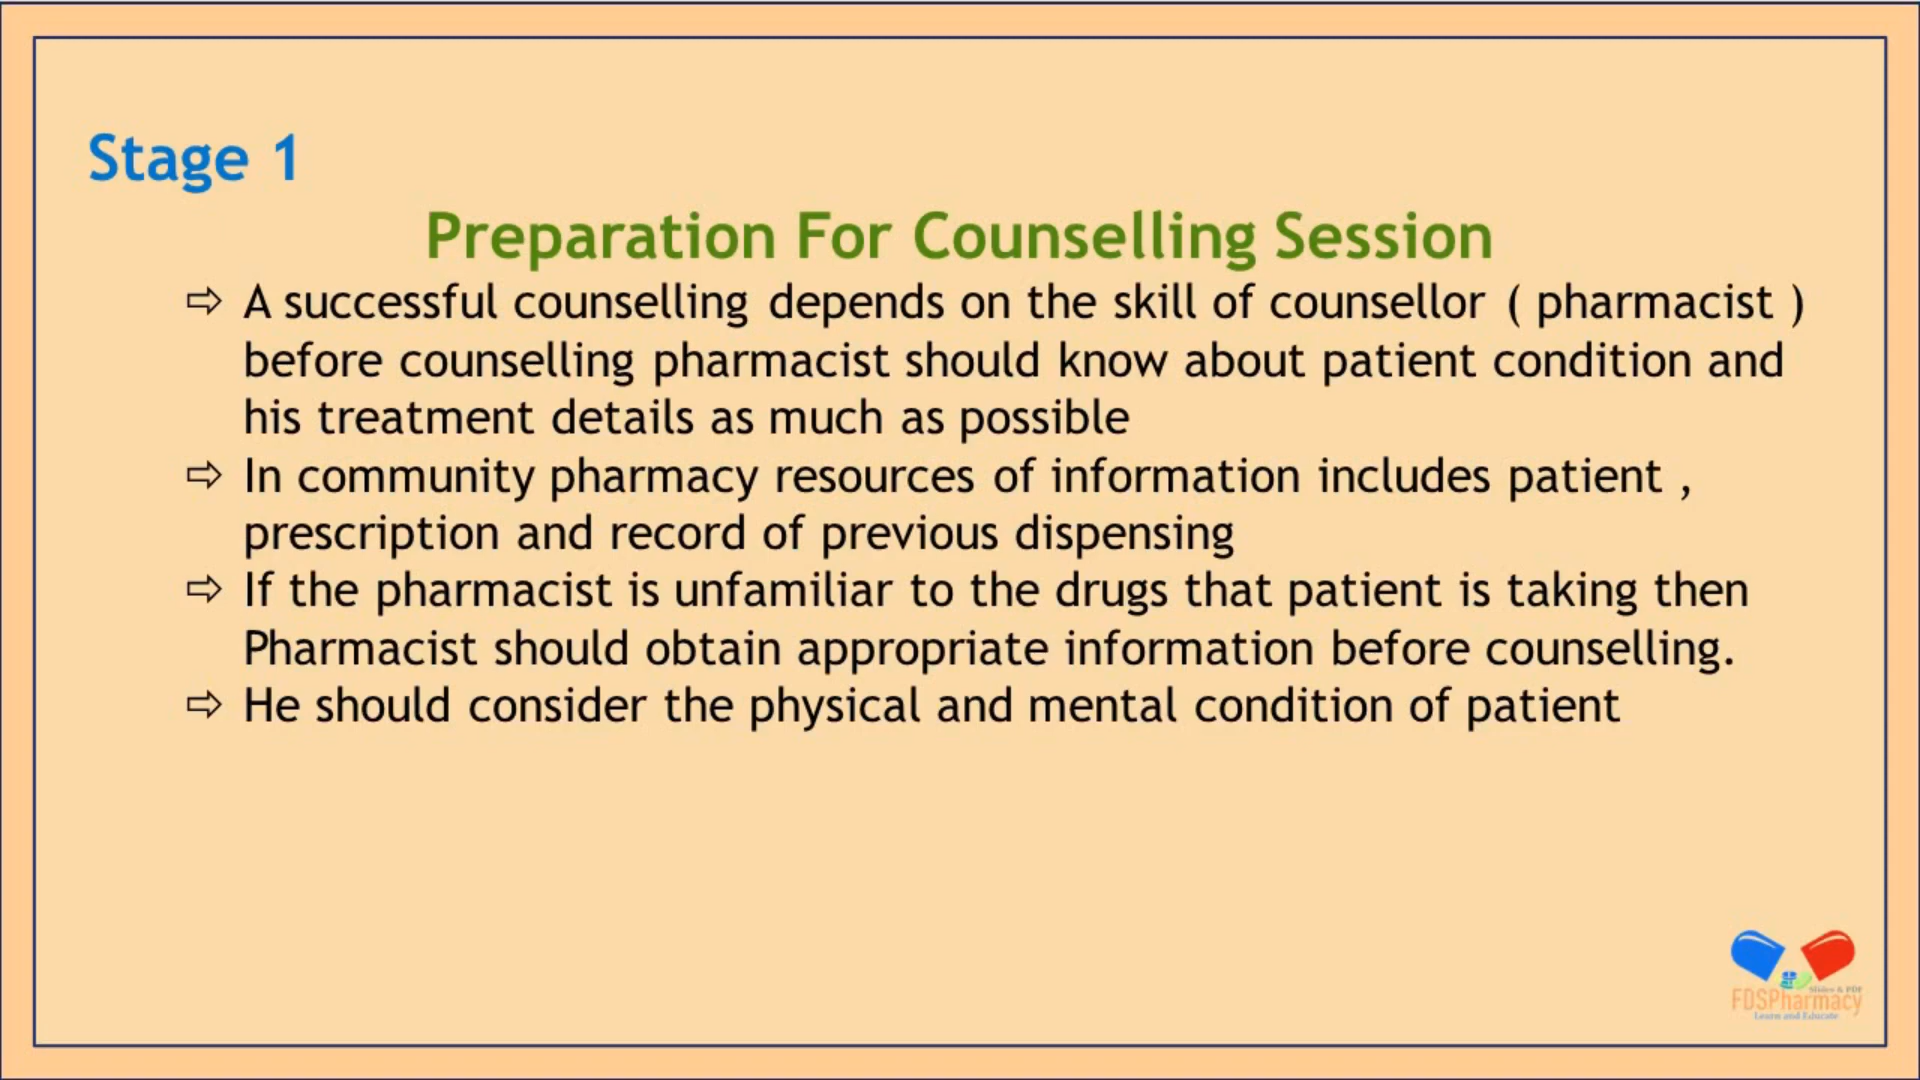 Stage 1
Preparation For Counselling Session
⇨ A successful counselling depends on the skill of counsellor ( pharmacist )
before counselling pharmacist should know about patient condition and
his treatment details as much as possible
⇨ In community pharmacy resources of information includes patient ,
prescription and record of previous dispensing
⇨ If the pharmacist is unfamiliar to the drugs that patient is taking then
Pharmacist should obtain appropriate information before counselling.
⇨ He should consider the physical and mental condition of patient
Slides & PDF
FDSPharmacy
Learn and Educate